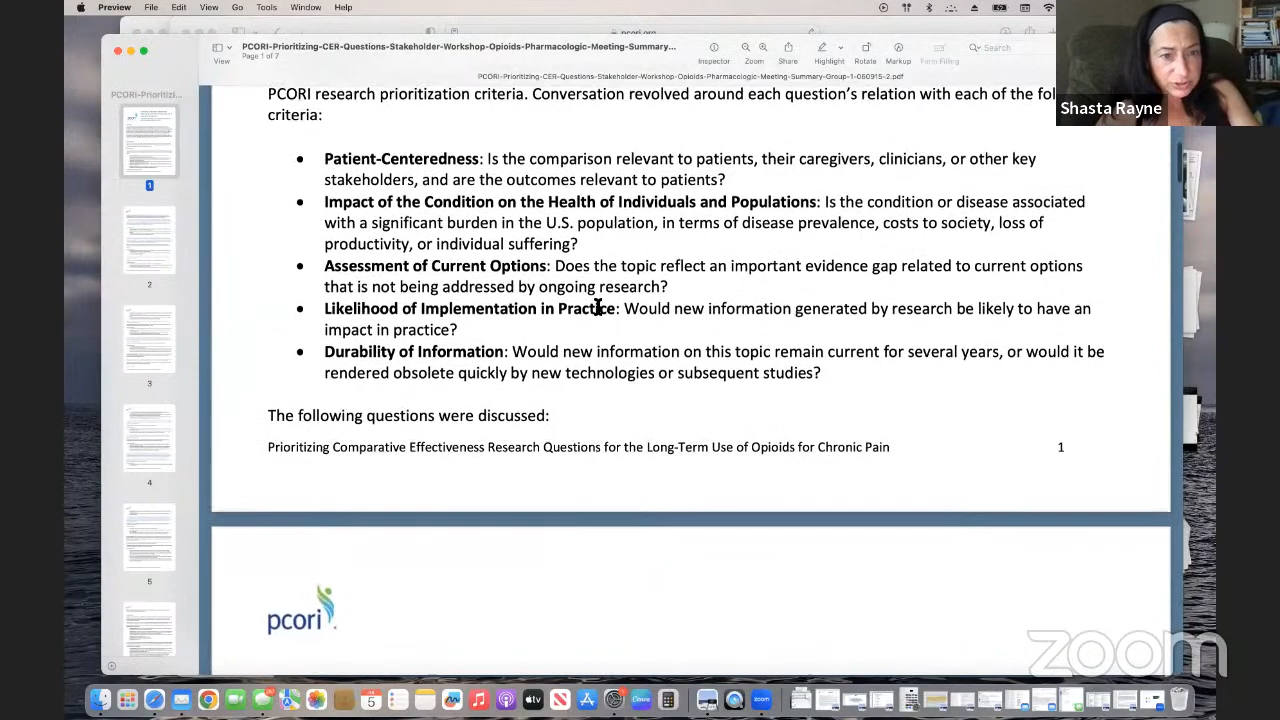 Preview File Edit View Go Tools Window Help
pcori.org
PCORI-Prioritizing-CER-Questions-Stakeholder-Workshop-Opioids-Pharmacologic-Meeting-Summary...
Page 1 of 7
View Inspector Zoom Share Highlight Rotate Markup Form Filling Search
PCORI-Prioritizing-CER-Questions-Stakeholder-Workshop-Opioids-Pharmacologic-Meeting-Summary-Group-1-060915-2.pdf
PCORI-Prioritizi...
PCORI research prioritization criteria. Conversation revolved around each question's relation with each of the fol
criteria:
• Patient-Centeredness: Is the comparison relevant to patients, their caregivers, clinicians, or other key
stakeholders, and are the outcomes relevant to patients?
• Impact of the Condition on the Health of Individuals and Populations: Is the condition or disease associated
with a significant burden in the US population, in terms of disease prevalence, costs to society, loss of
productivity, or individual suffering?
• Assessment of Current Options: Does the topic reflect an important evidence gap related to current options
that is not being addressed by ongoing research?
• Likelihood of Implementation in Practice: Would new information generated by research be likely to have an
impact in practice?
• Durability of Information: Would new information on this topic remain current for several years, or would it be
rendered obsolete quickly by new technologies or subsequent studies?
The following questions were discussed:
Prioritizing Comparative Effectiveness Research Questions for the Long-Term Use of Opioids for Chronic Pain 1
pcori
1
2
3
4
5
Shasta Rayne
zoom
tv
Canva
zoom